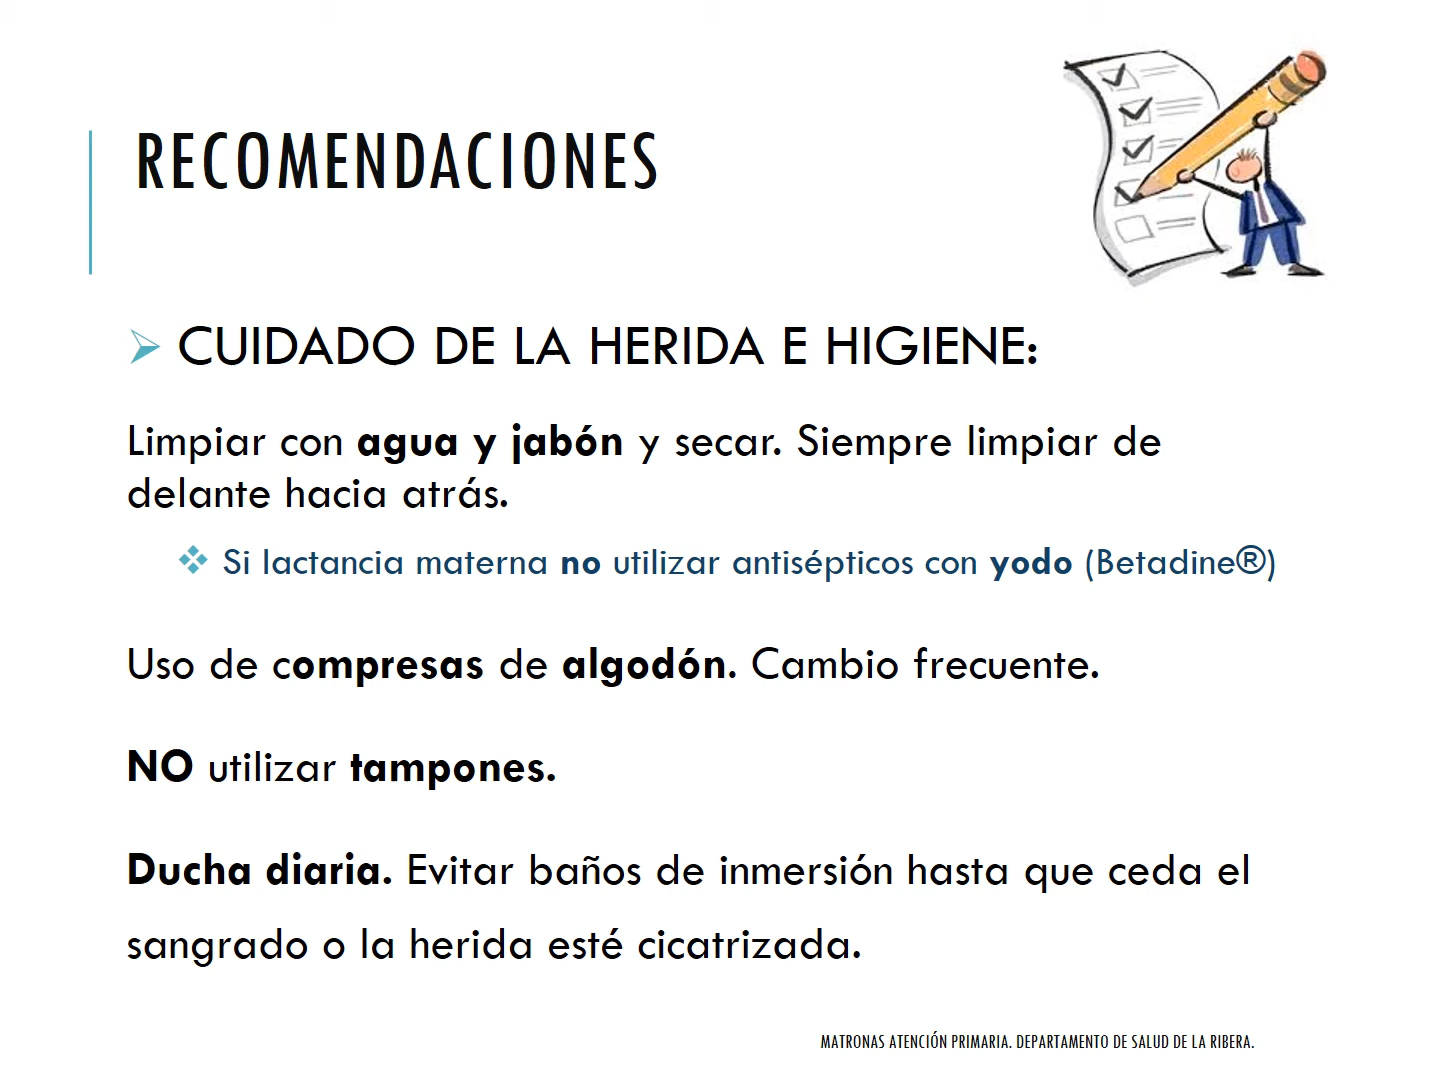 RECOMENDACIONES
CUIDADO DE LA HERIDA E HIGIENE:
Limpiar con agua y jabón y secar. Siempre limpiar de
delante hacia atrás.
Si lactancia materna no utilizar antisépticos con yodo (Betadine®)
Uso de compresas de algodón. Cambio frecuente.
NO utilizar tampones.
Ducha diaria. Evitar baños de inmersión hasta que ceda el
sangrado o la herida esté cicatrizada.
MATRONAS ATENCIÓN PRIMARIA. DEPARTAMENTO DE SALUD DE LA RIBERA.